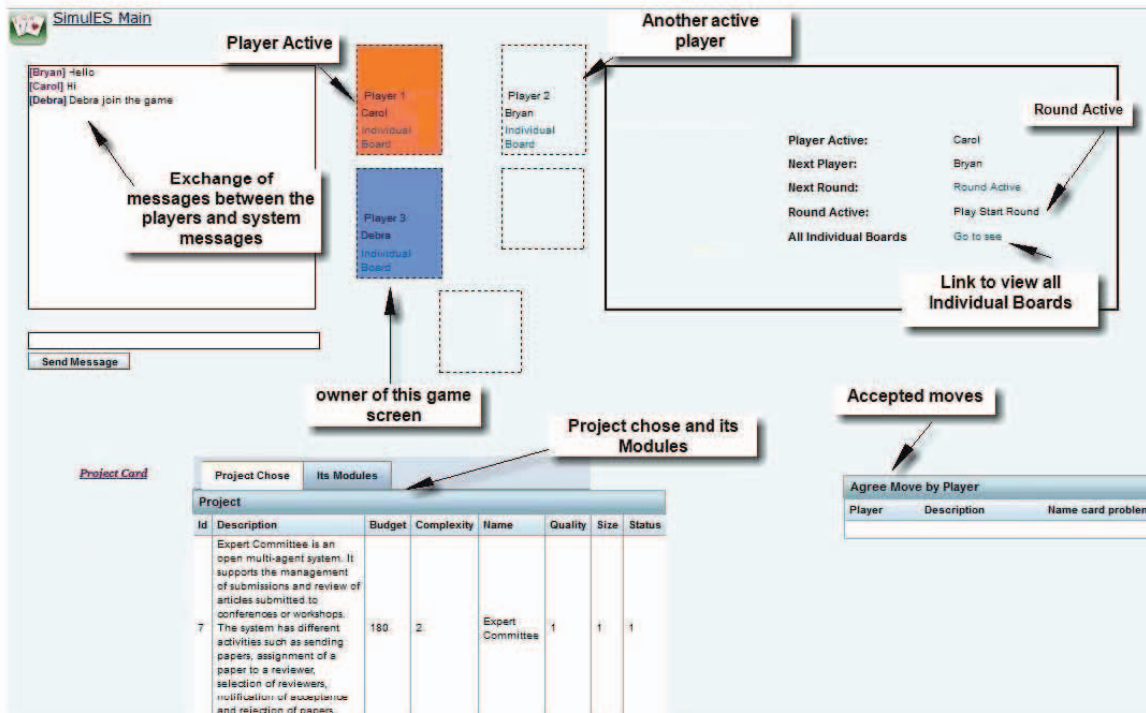 SimulES Main
Player Active
Another active
player
[Bryan] Hello
[Carol] Hi
[Debra] Debra join the game
Exchange of
messages between the
players and system
messages
Send Message
Player 1
Carol
Individual
Board
Player 2
Bryan
Individual
Board
Player 3
Debra
Individual
Board
owner of this game
screen
Round Active
Player Active: Carol
Next Player: Bryan
Next Round: Round Active
Round Active: Play Start Round
All Individual Boards Go to see
Link to view all
Individual Boards
Accepted moves
Project chose and its
Modules
Project Card
Project Chose Its Modules
Project
Id Description Budget Complexity Name Quality Size Status
Expert Committee is an
open multi-agent system. It
supports the management
of submissions and review of
articles submitted to
conferences or workshops.
7 The system has different 180 2 Expert Committee 1 1 1
activities such as sending
papers, assignment of a
paper to a reviewer,
selection of reviewers,
notification of acceptance
and rejection of papers
Agree Move by Player
Player Description Name card problem